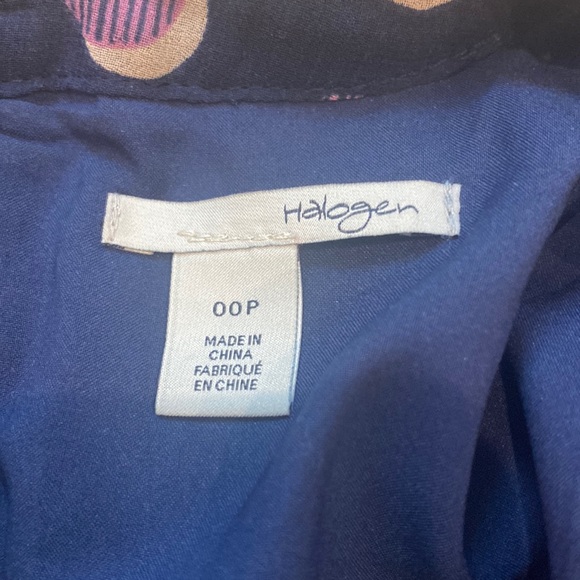 Halogen
00P
MADE IN
CHINA
FABRIQUÉ
EN CHINE